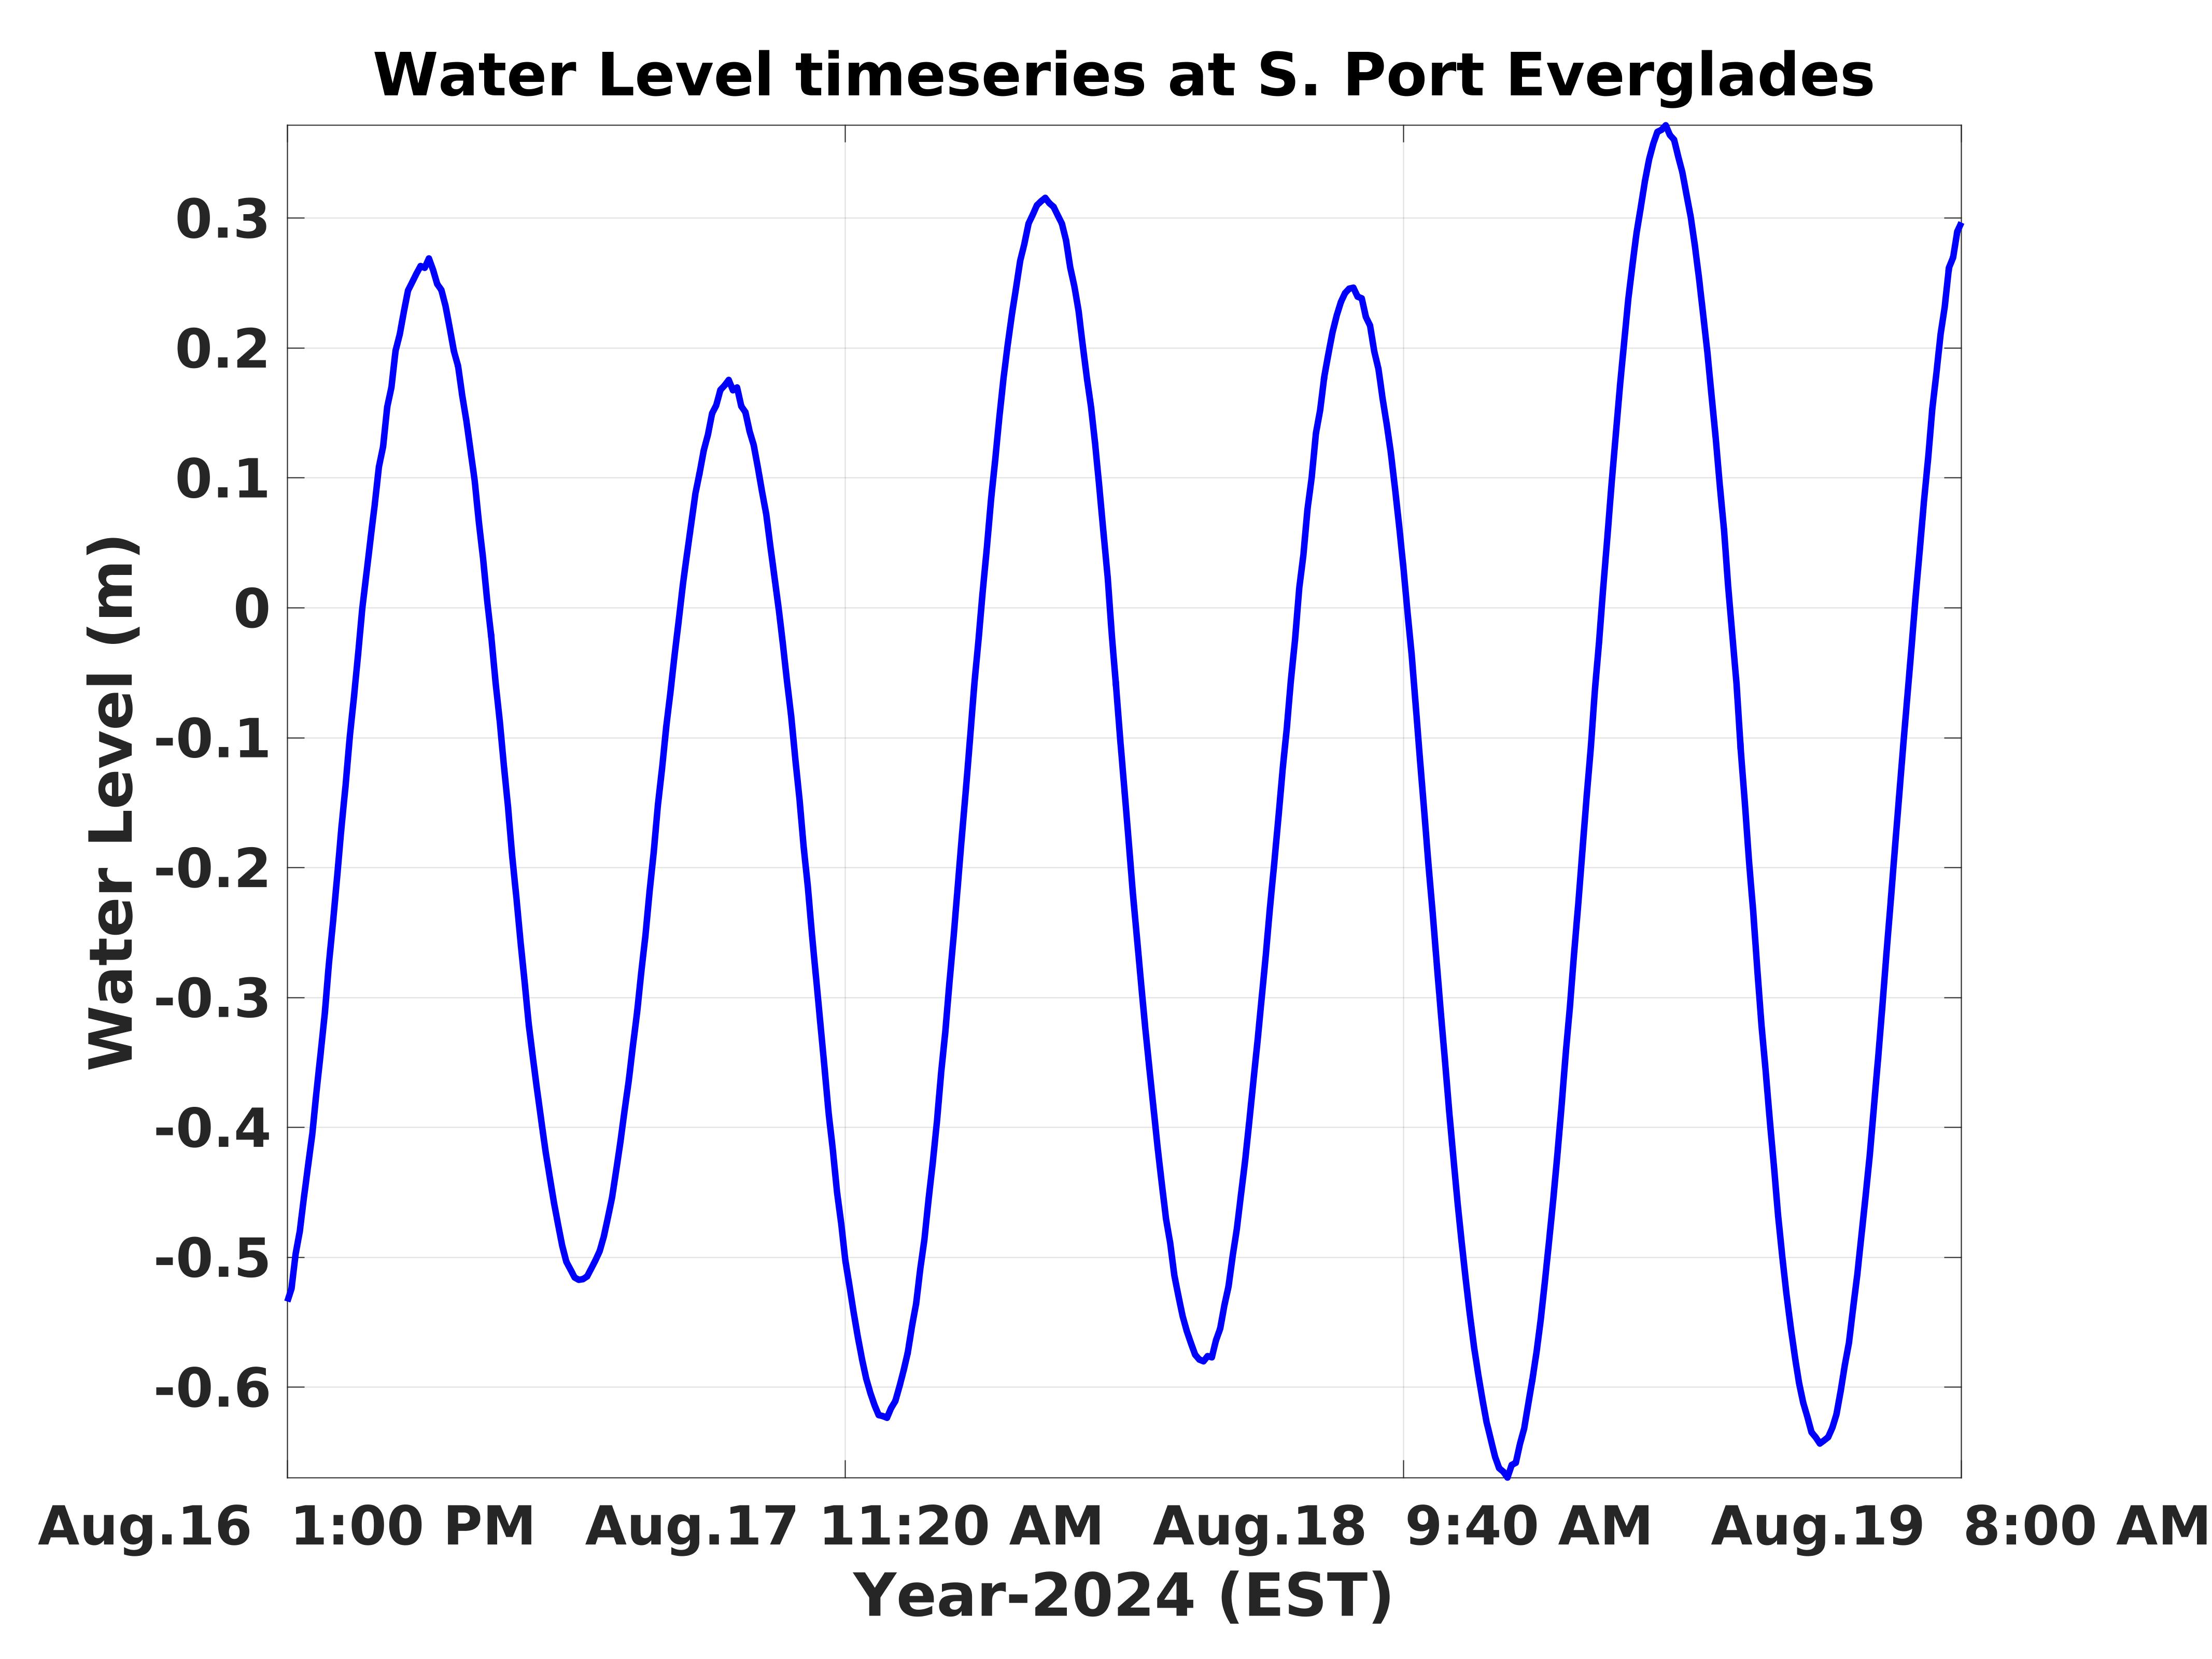 Water Level timeseries at S. Port Everglades
0.3
0.2
0.1
0
-0.1
-0.2
-0.3
-0.4
-0.5
-0.6
Water Level (m)
Aug.16 1:00 PM Aug.17 11:20 AM Aug.18 9:40 AM Aug.19 8:00 AM
Year-2024 (EST)